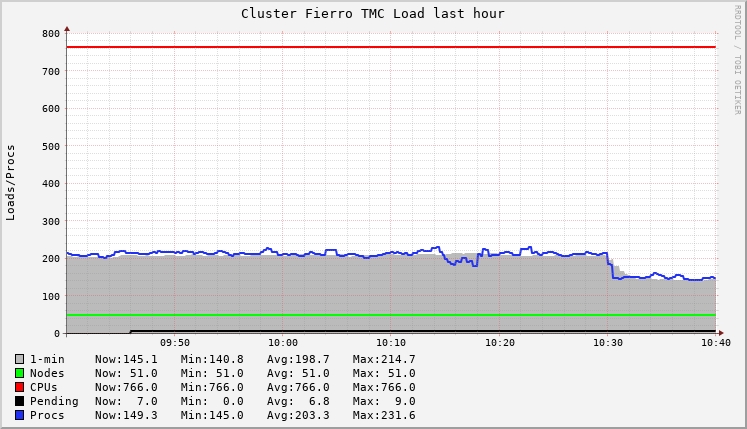 Cluster Fierro TMC Load last hour
RRDTOOL / TOBI OETIKER
Loads/Procs
800
700
600
500
400
300
200
100
0
09:50 10:00 10:10 10:20 10:30 10:40
1-min Now:145.1 Min:140.8 Avg:198.7 Max:214.7
Nodes Now: 51.0 Min: 51.0 Avg: 51.0 Max: 51.0
CPUs Now:766.0 Min:766.0 Avg:766.0 Max:766.0
Pending Now: 7.0 Min: 0.0 Avg: 6.8 Max: 9.0
Procs Now:149.3 Min:145.0 Avg:203.3 Max:231.6